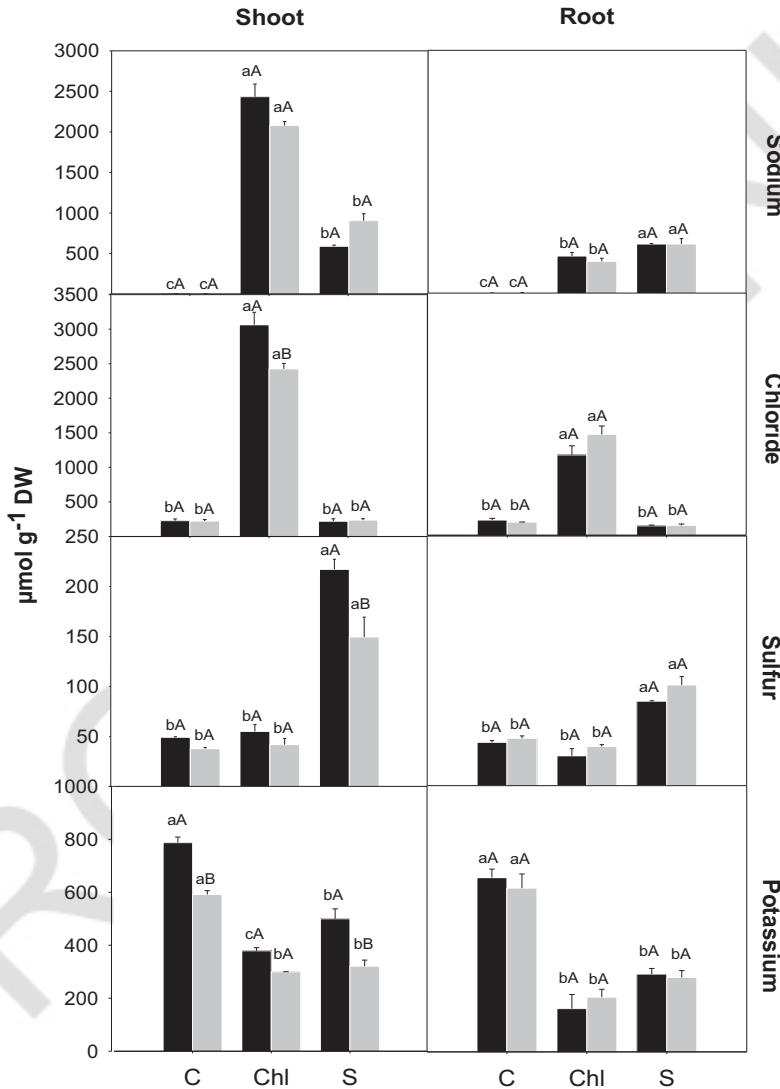 Shoot Root
3000
2500
2000
1500
1000
500
aA
aA
bA
bA
cA cA
bA bA
aA aA
cA cA
Sodium
3500
3000
2500
2000
1500
1000
500
aA
aB
bA bA
bA bA
aA
aA
bA bA
bA bA
Chloride
µmol g⁻¹ DW
250
200
150
100
50
aA
aB
bA bA
bA
bA
aA
aA
bA bA
bA bA
Sulfur
1000
800
600
400
200
0
aA
aB
cA
bA
bA
bB
aA aA
bA bA
bA bA
Potassium
C Chl S C Chl S